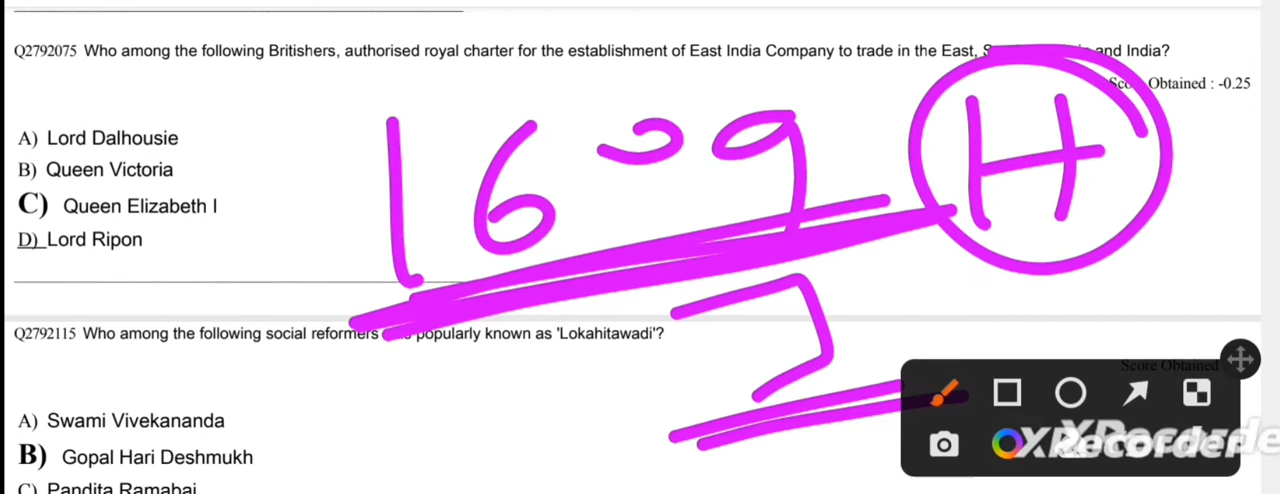 Q2792075 Who among the following Britishers, authorised royal charter for the establishment of East India Company to trade in the East, and India?
Score Obtained : -0.25
1609 H
A) Lord Dalhousie
B) Queen Victoria
C) Queen Elizabeth I
D) Lord Ripon
Q2792115 Who among the following social reformers popularly known as 'Lokahitawadi'?
Score Obtained
A) Swami Vivekananda
B) Gopal Hari Deshmukh
C) Pandita Ramabai
XRecorder